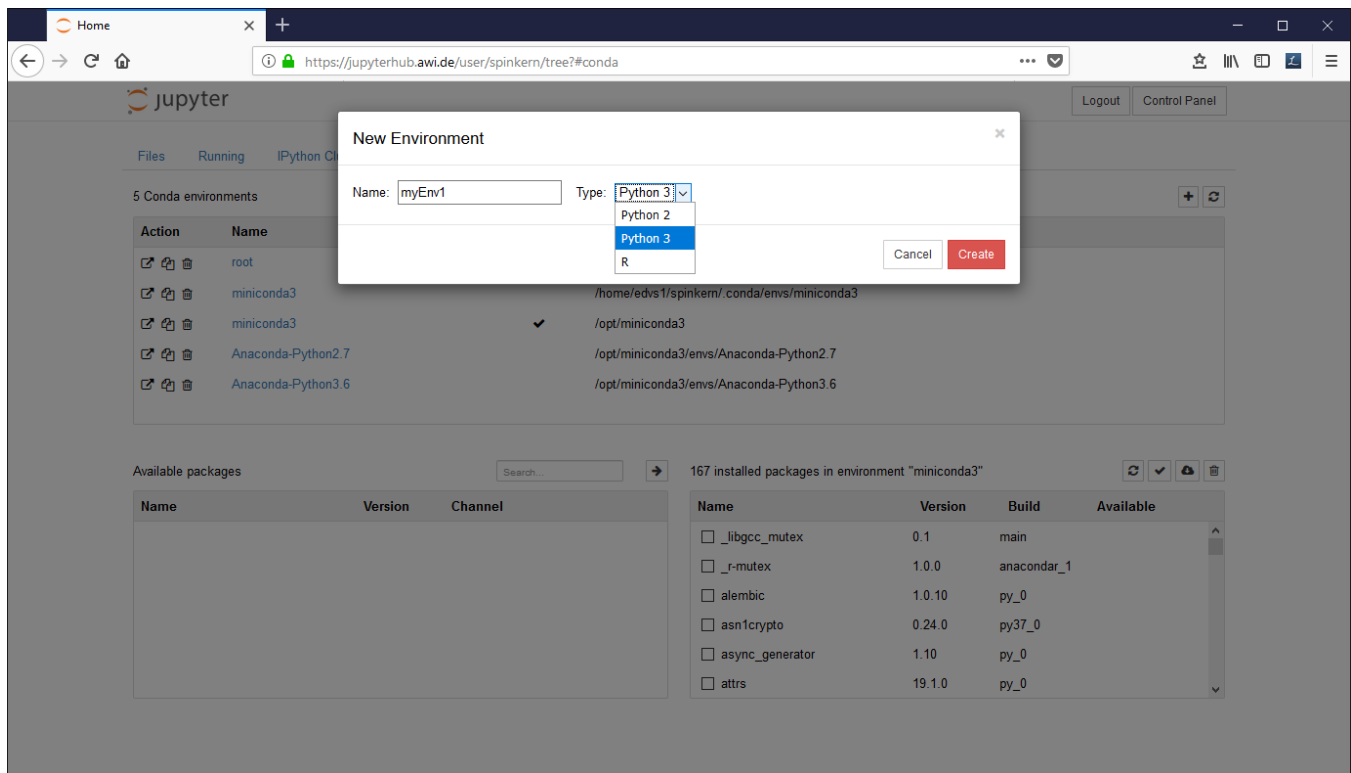 Home
https://jupyterhub.awi.de/user/spinkern/tree?#conda
jupyter
Logout Control Panel
New Environment
Files Running IPython Cl
Name: myEnv1 Type: Python 3
Python 2
Python 3
R
Cancel Create
5 Conda environments
Action Name
root
miniconda3 /home/edvs1/spinkern/.conda/envs/miniconda3
miniconda3 /opt/miniconda3
Anaconda-Python2.7 /opt/miniconda3/envs/Anaconda-Python2.7
Anaconda-Python3.6 /opt/miniconda3/envs/Anaconda-Python3.6
Available packages Search...
Name Version Channel
167 installed packages in environment "miniconda3"
Name Version Build Available
_libgcc_mutex 0.1 main
_r-mutex 1.0.0 anacondar_1
alembic 1.0.10 py_0
asn1crypto 0.24.0 py37_0
async_generator 1.10 py_0
attrs 19.1.0 py_0